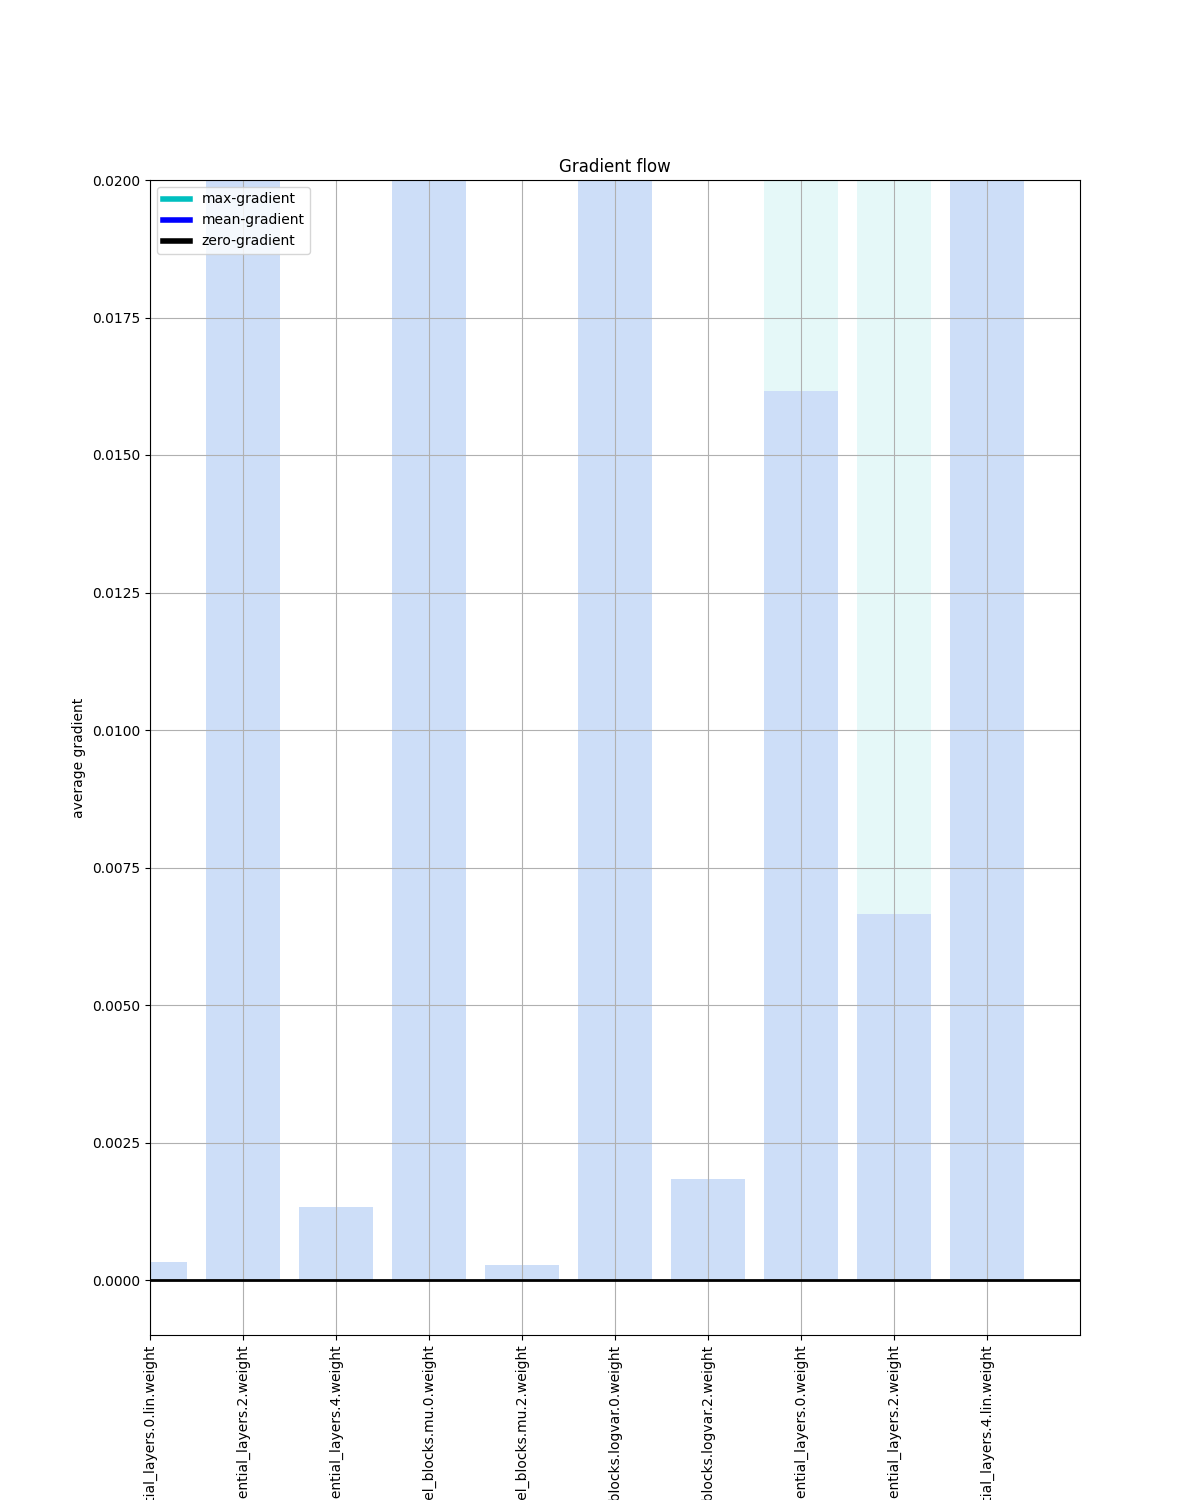 Gradient flow
max-gradient
mean-gradient
zero-gradient
0.0200
0.0175
0.0150
0.0125
0.0100
0.0075
0.0050
0.0025
0.0000
average gradient
tial_layers.0.lin.weight
ential_layers.2.weight
ential_layers.4.weight
el_blocks.mu.0.weight
el_blocks.mu.2.weight
blocks.logvar.0.weight
blocks.logvar.2.weight
ential_layers.0.weight
ential_layers.2.weight
tial_layers.4.lin.weight